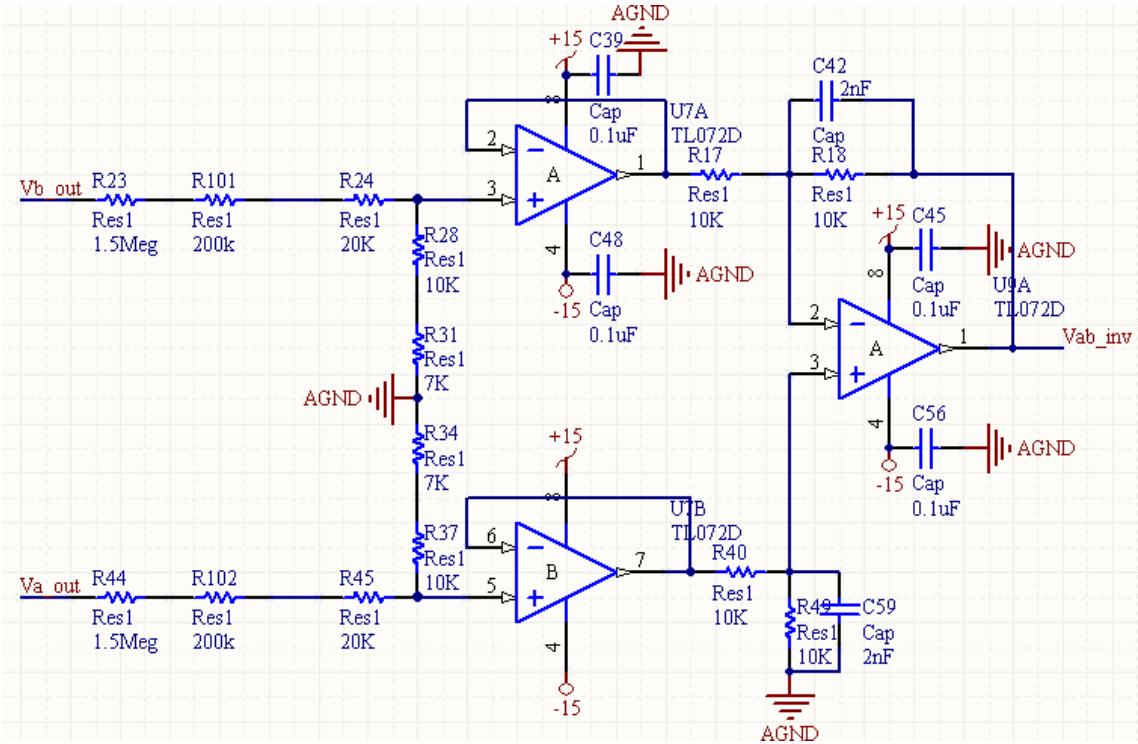 AGND
+15
C39
8
Cap
0.1uF
C42
2nF
Cap
U7A
TL072D
2
A
1
3
4
R17
Res1
10K
R18
Res1
10K
Vb_out
R23
Res1
1.5Meg
R101
Res1
200k
R24
Res1
20K
R28
Res1
10K
C48
AGND
-15
Cap
0.1uF
+15
C45
8
AGND
Cap
0.1uF
U9A
TL072D
2
A
1
3
4
Vab_inv
R31
Res1
7K
AGND
R34
Res1
7K
C56
AGND
-15
Cap
0.1uF
+15
8
U7B
TL072D
6
B
7
5
4
-15
R37
Res1
10K
R40
Res1
10K
Va_out
R44
Res1
1.5Meg
R102
Res1
200k
R45
Res1
20K
R49
Res1
10K
C59
Cap
2nF
AGND